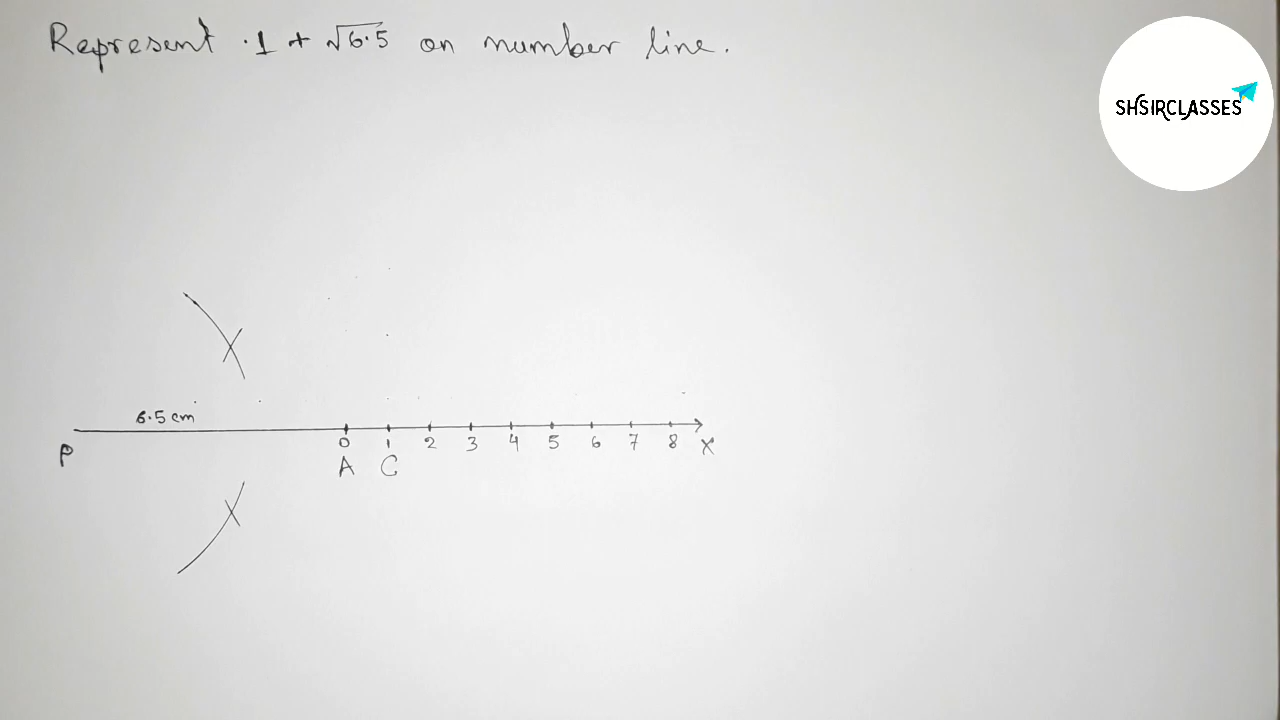 Represent .1 + √6.5 on number line.
SHSIRCLASSES
6.5 cm
0 1 2 3 4 5 6 7 8 X
P A C